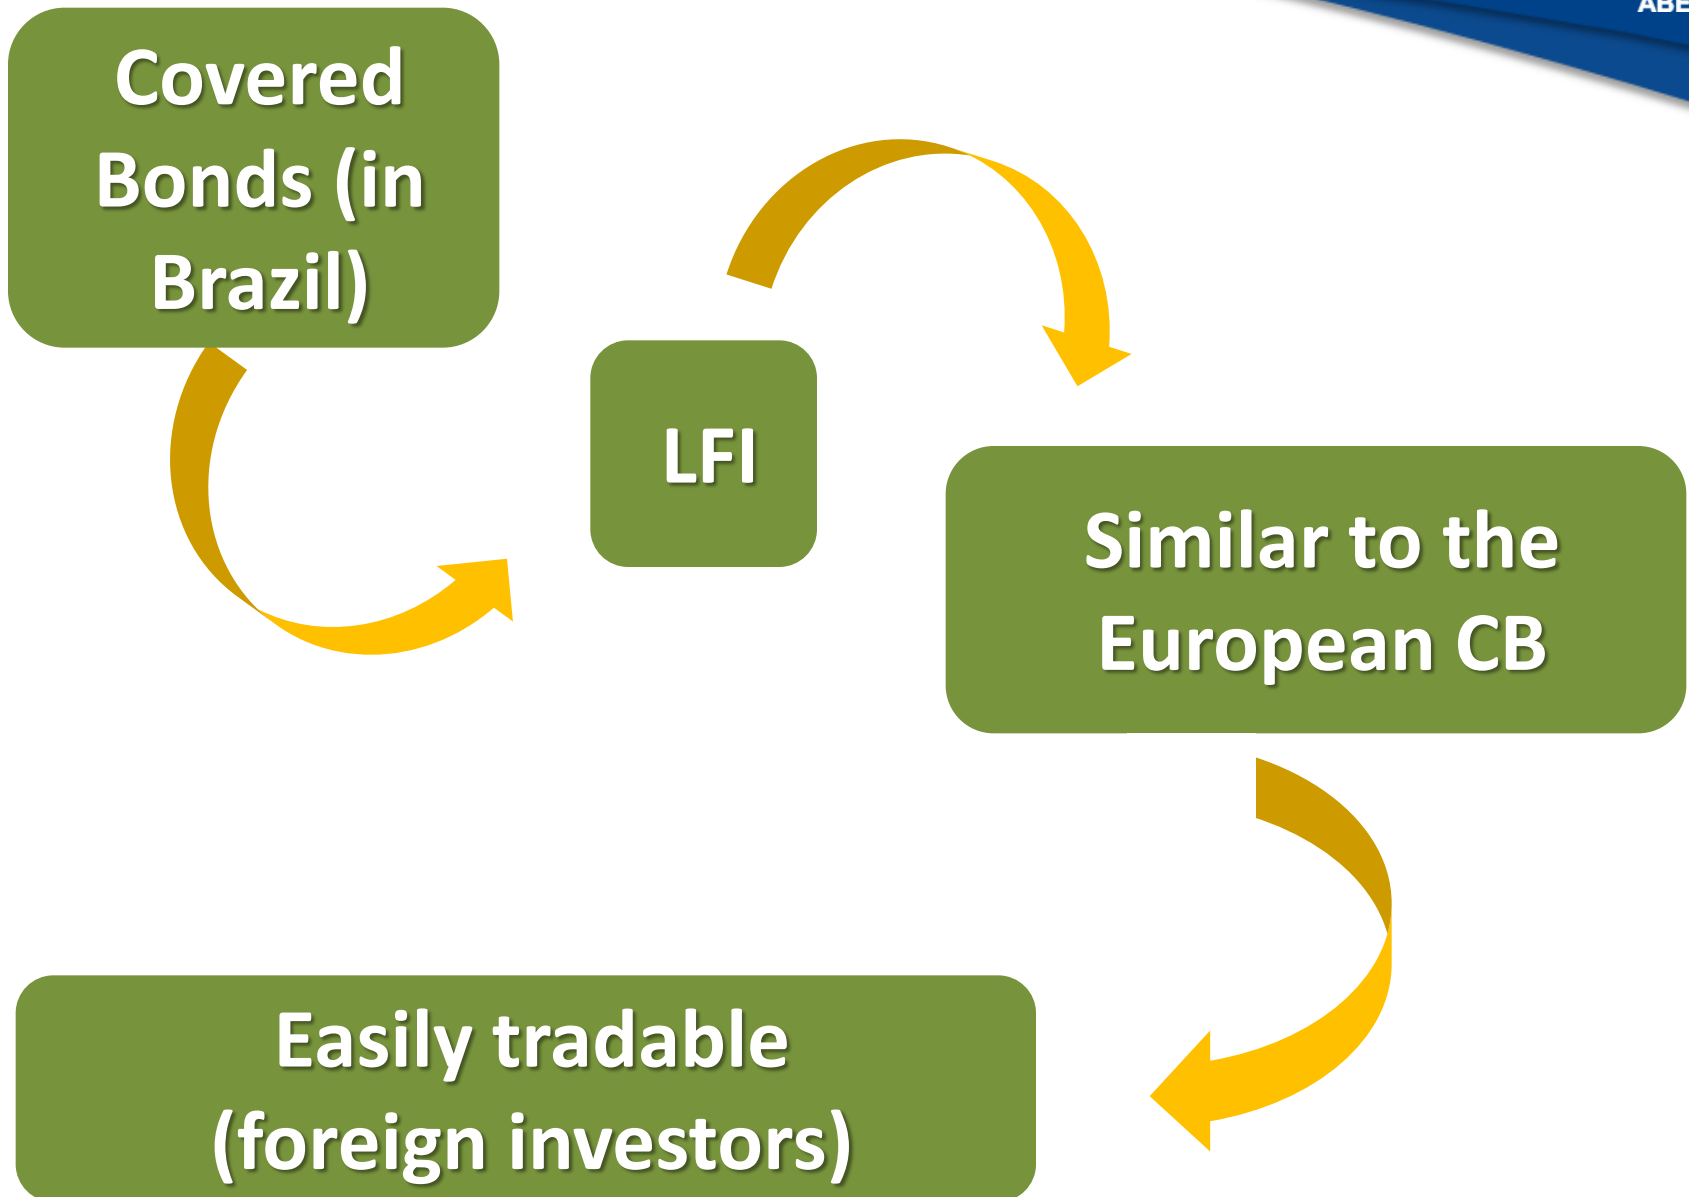 Covered
Bonds (in
Brazil)
LFI
Similar to the
European CB
Easily tradable
(foreign investors)